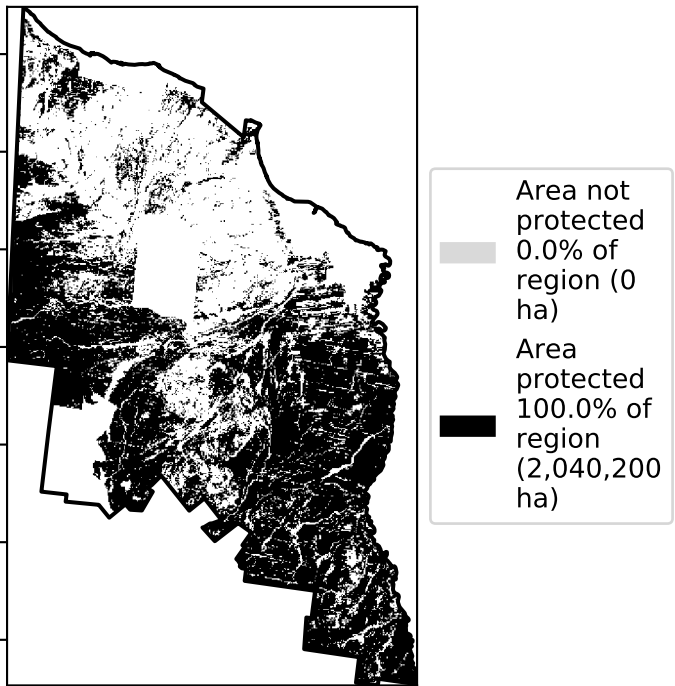 Area not
protected
0.0% of
region (0
ha)
Area
protected
100.0% of
region
(2,040,200
ha)